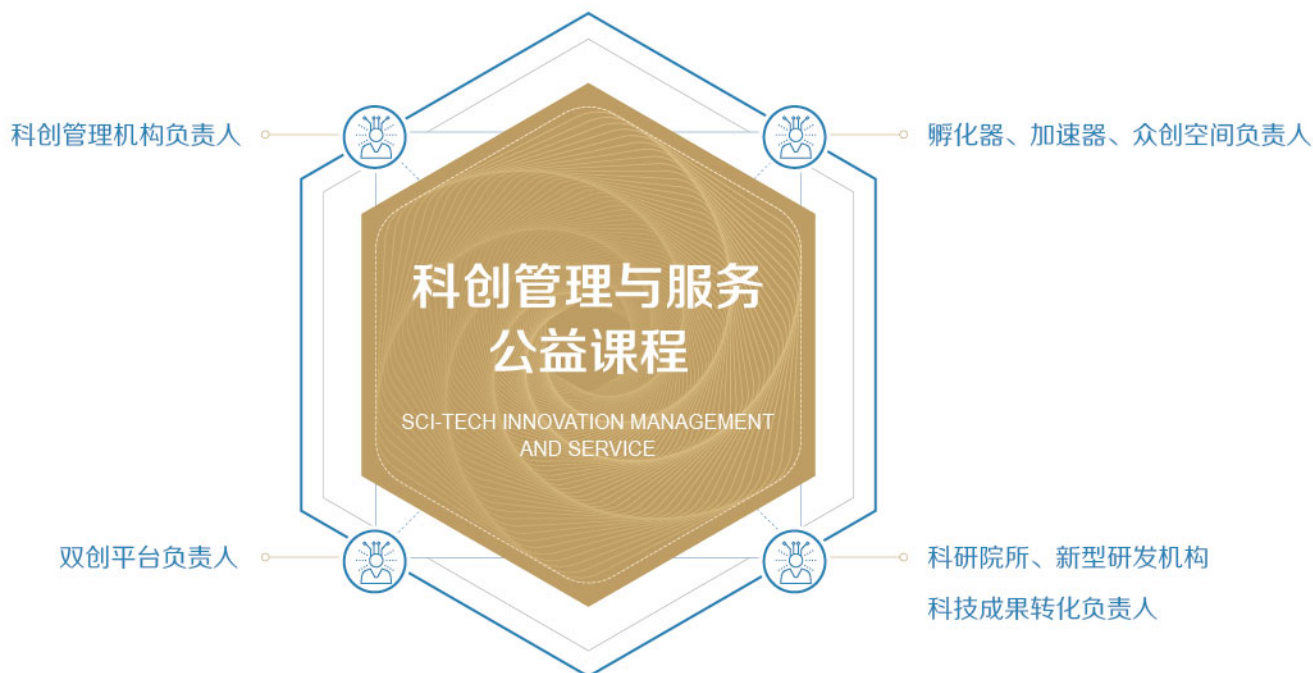 科创管理机构负责人
孵化器、加速器、众创空间负责人
科创管理与服务
公益课程
SCI-TECH INNOVATION MANAGEMENT
AND SERVICE
双创平台负责人
科研院所、新型研发机构
科技成果转化负责人